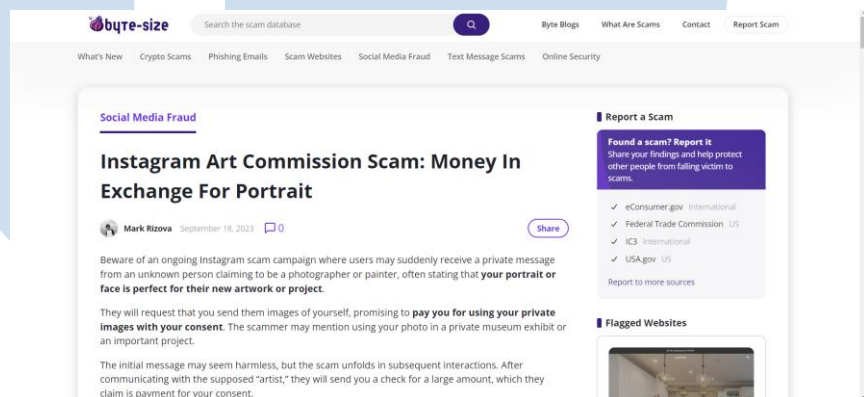 byte-size
Search the scam database
Byte Blogs
What Are Scams
Contact
Report Scam
What's New
Crypto Scams
Phishing Emails
Scam Websites
Social Media Fraud
Text Message Scams
Online Security
Social Media Fraud
Instagram Art Commission Scam: Money In
Exchange For Portrait
Mark Rizova September 18, 2023 0
Share
Beware of an ongoing Instagram scam campaign where users may suddenly receive a private message
from an unknown person claiming to be a photographer or painter, often stating that your portrait or
face is perfect for their new artwork or project.
They will request that you send them images of yourself, promising to pay you for using your private
images with your consent. The scammer may mention using your photo in a private museum exhibit or
an important project.
The initial message may seem harmless, but the scam unfolds in subsequent interactions. After
communicating with the supposed “artist,” they will send you a check for a large amount, which they
claim is payment for your consent.
Report a Scam
Found a scam? Report it
Share your findings and help protect
other people from falling victim to
scams.
eConsumer.gov International
Federal Trade Commission US
IC3 International
USA.gov US
Report to more sources
Flagged Websites